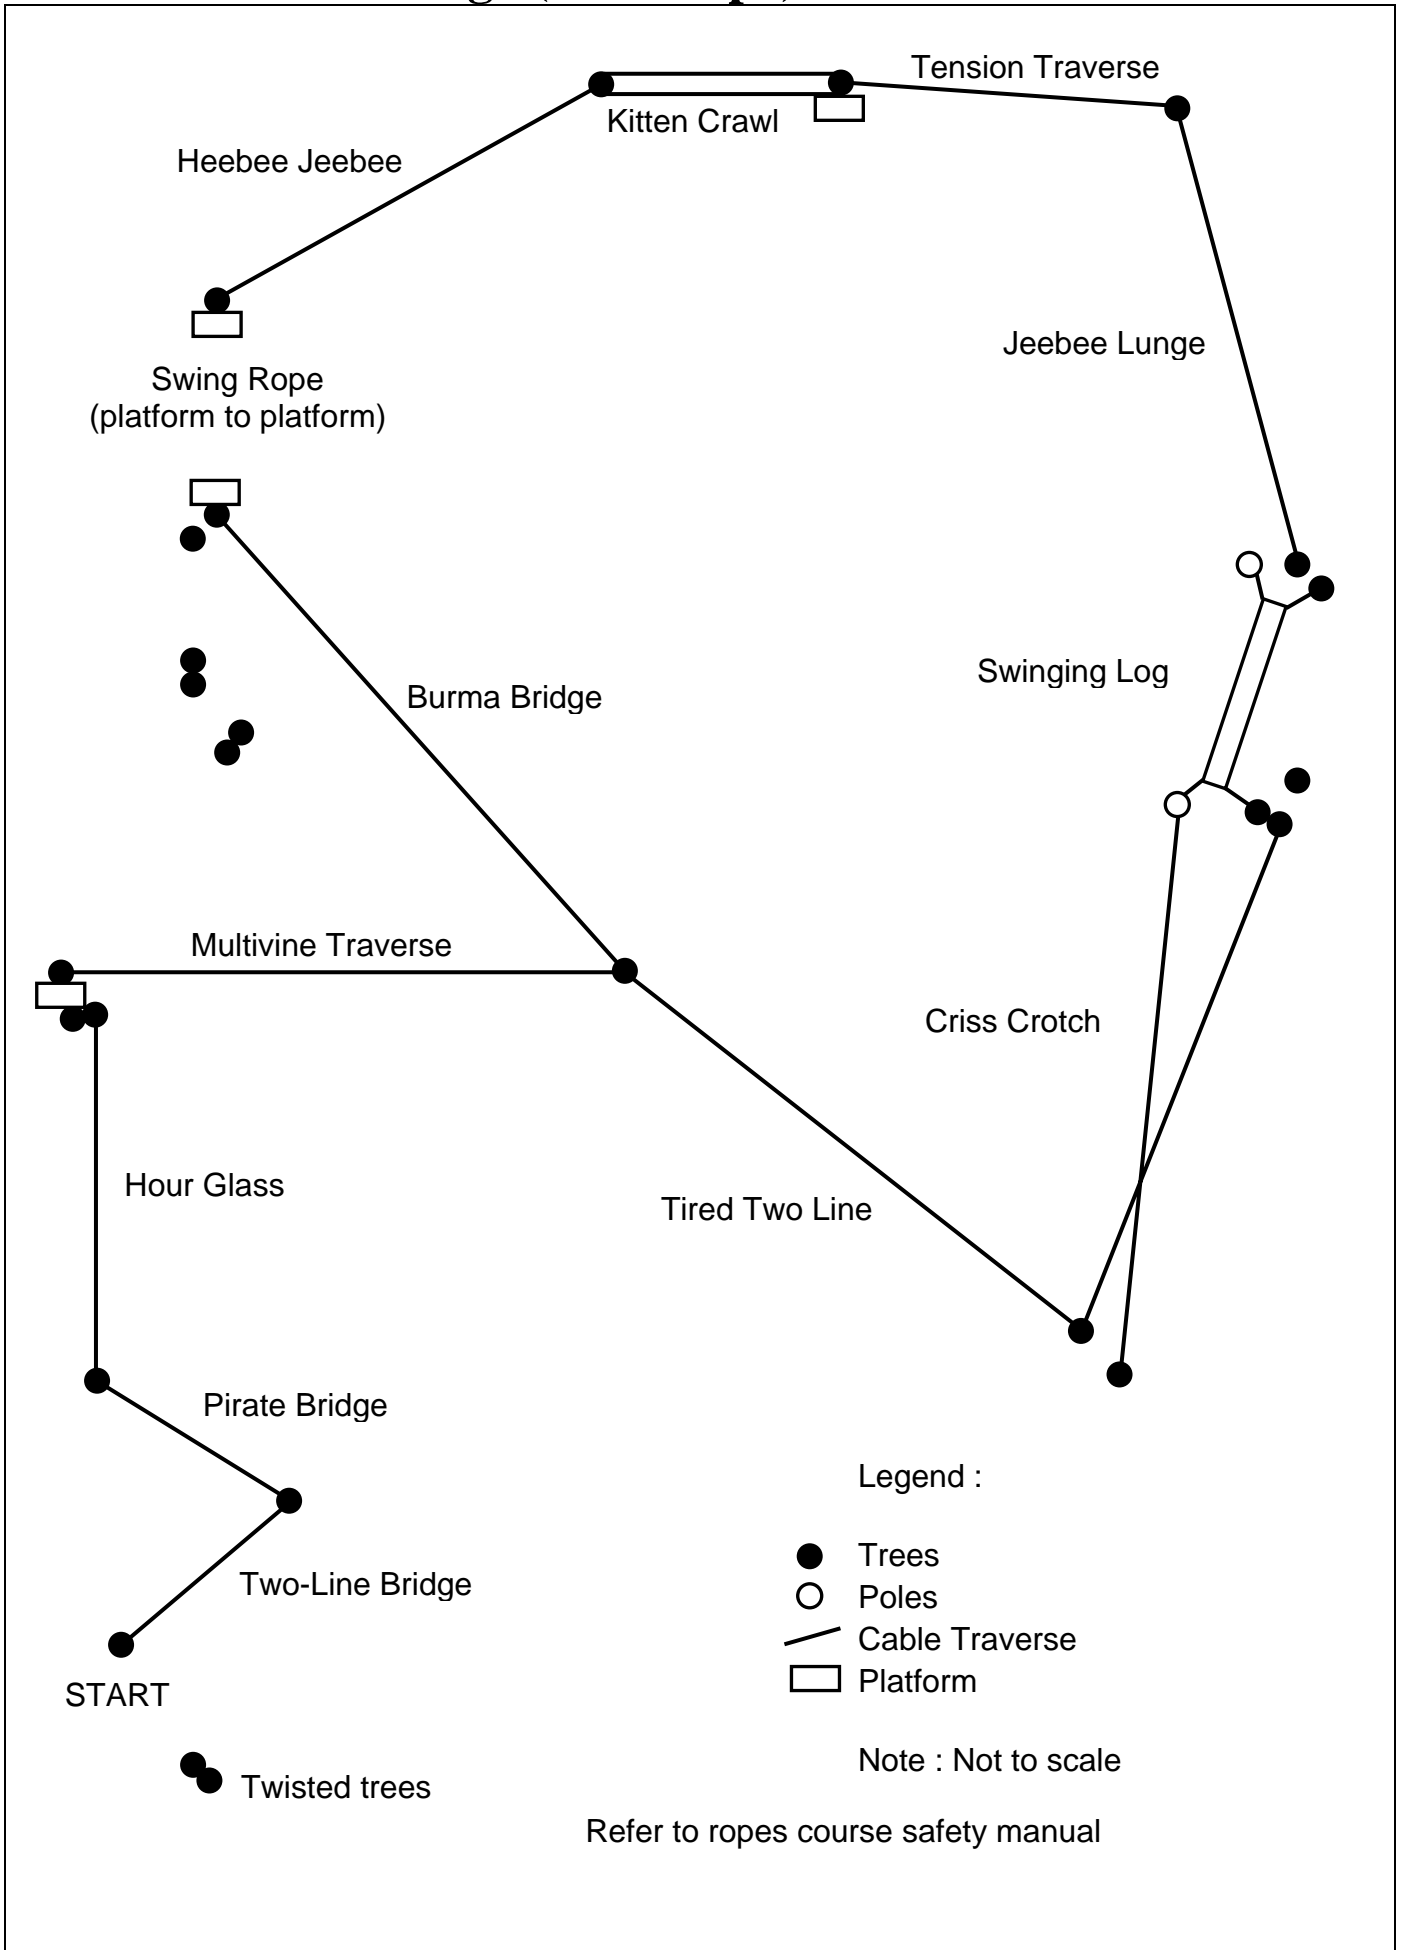 Tension Traverse
Kitten Crawl
Heebee Jeebee
Jeebee Lunge
Swing Rope
(platform to platform)
Swinging Log
Burma Bridge
Multivine Traverse
Criss Crotch
Hour Glass
Tired Two Line
Pirate Bridge
Legend :
Trees
Two-Line Bridge
Poles
Cable Traverse
Platform
START
Note : Not to scale
Twisted trees
Refer to ropes course safety manual